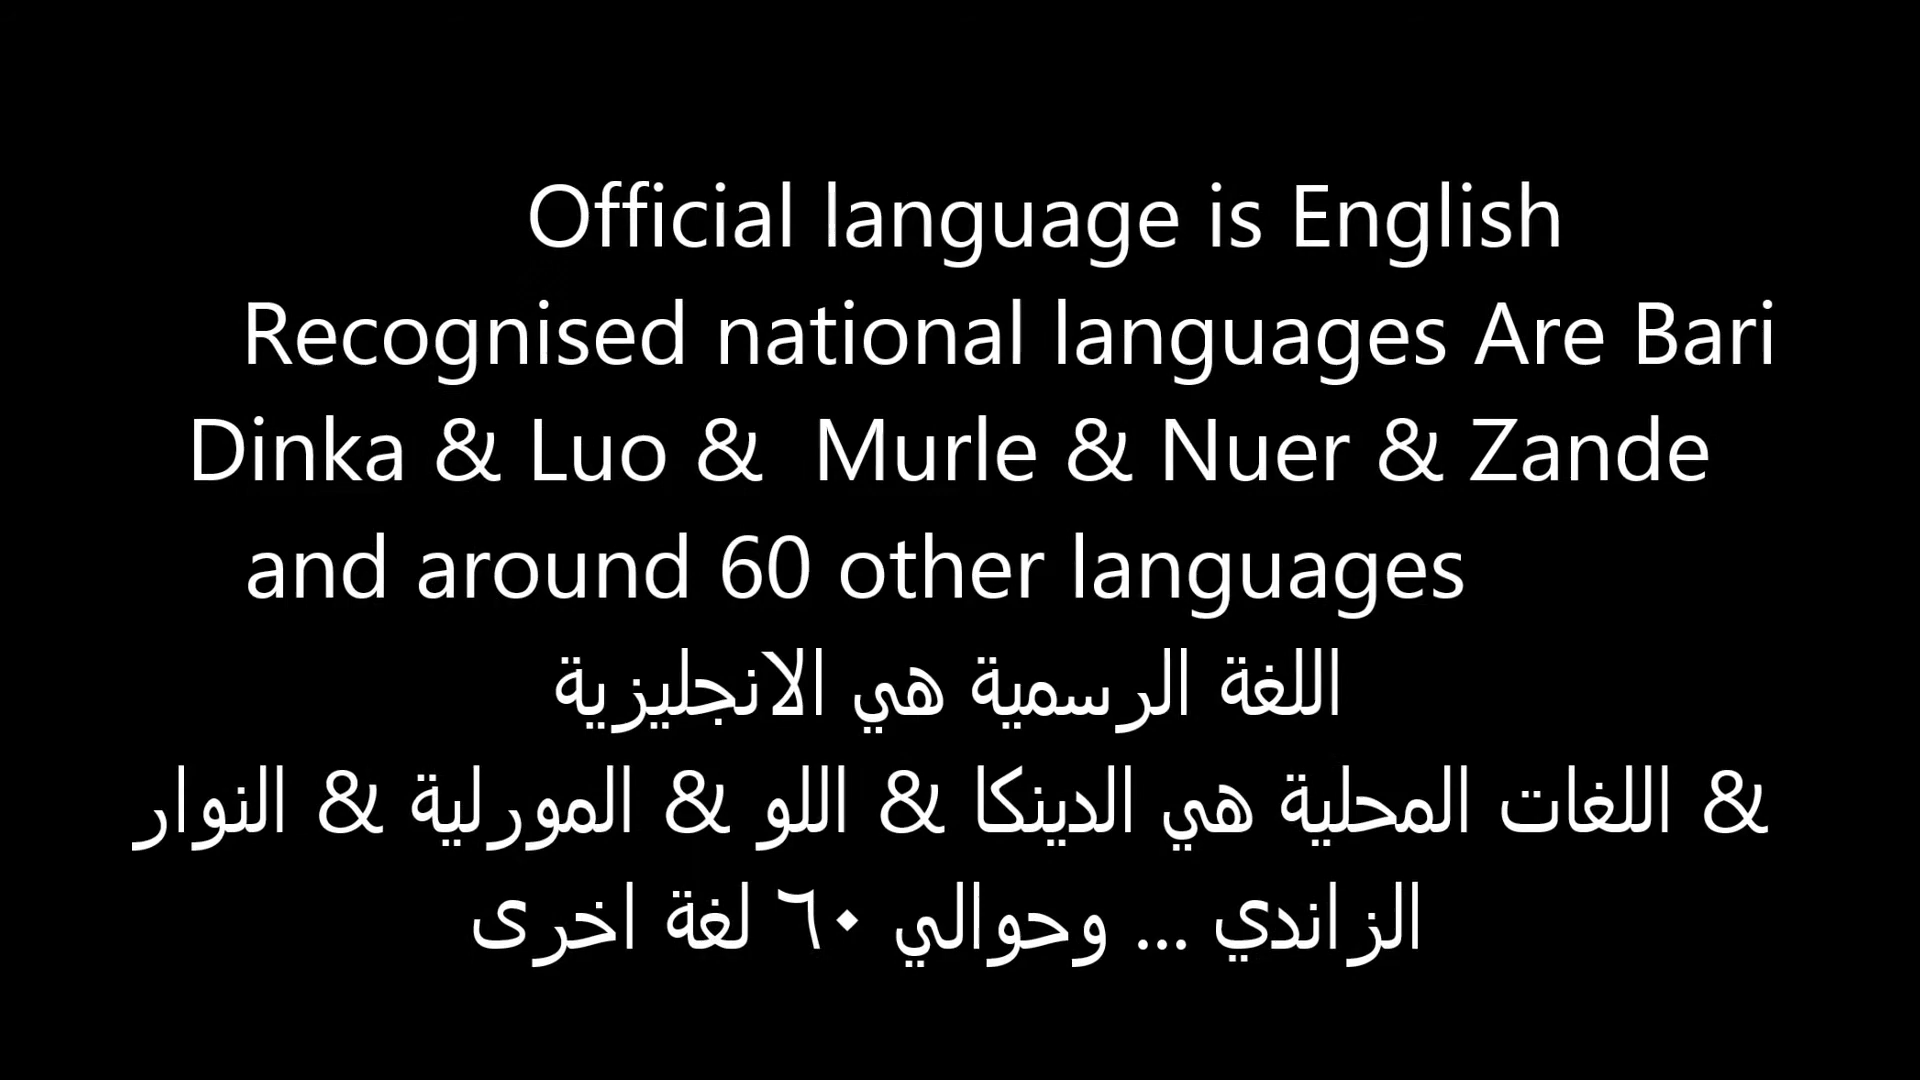 Official language is English
Recognised national languages Are Bari
Dinka & Luo & Murle & Nuer & Zande
and around 60 other languages
اللغة الرسمية هي الانجليزية
& اللغات المحلية هي الدينكا & اللو & المورلية & النوار
الزاندي ... وحوالي ٦٠ لغة اخرى